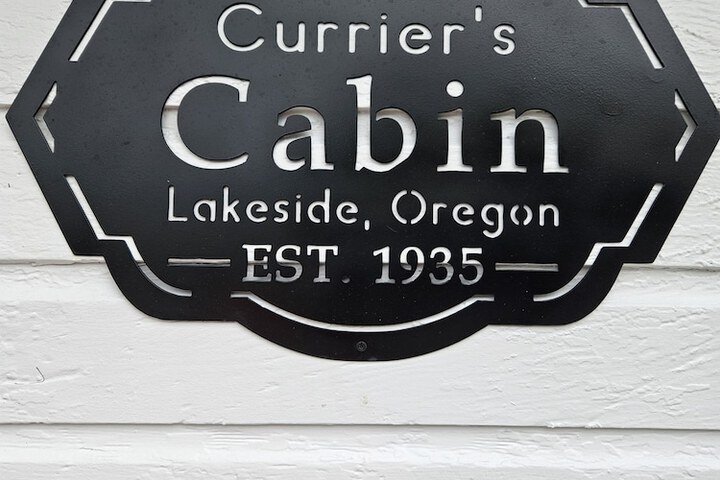 Currier's
Cabin
Lakeside, Oregon
EST. 1935